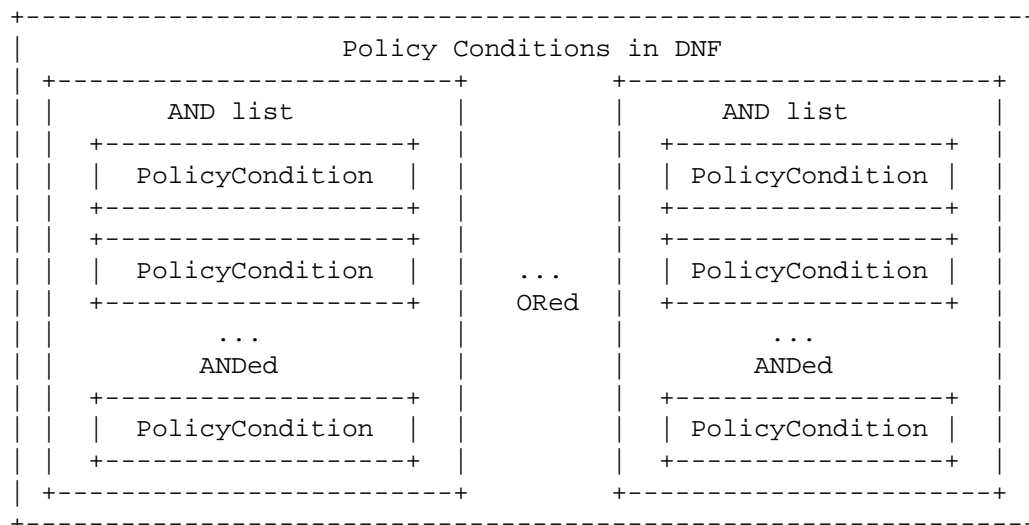 Policy Conditions in DNF
AND list AND list
PolicyCondition PolicyCondition
PolicyCondition ... PolicyCondition
ORed
... ...
ANDed ANDed
PolicyCondition PolicyCondition